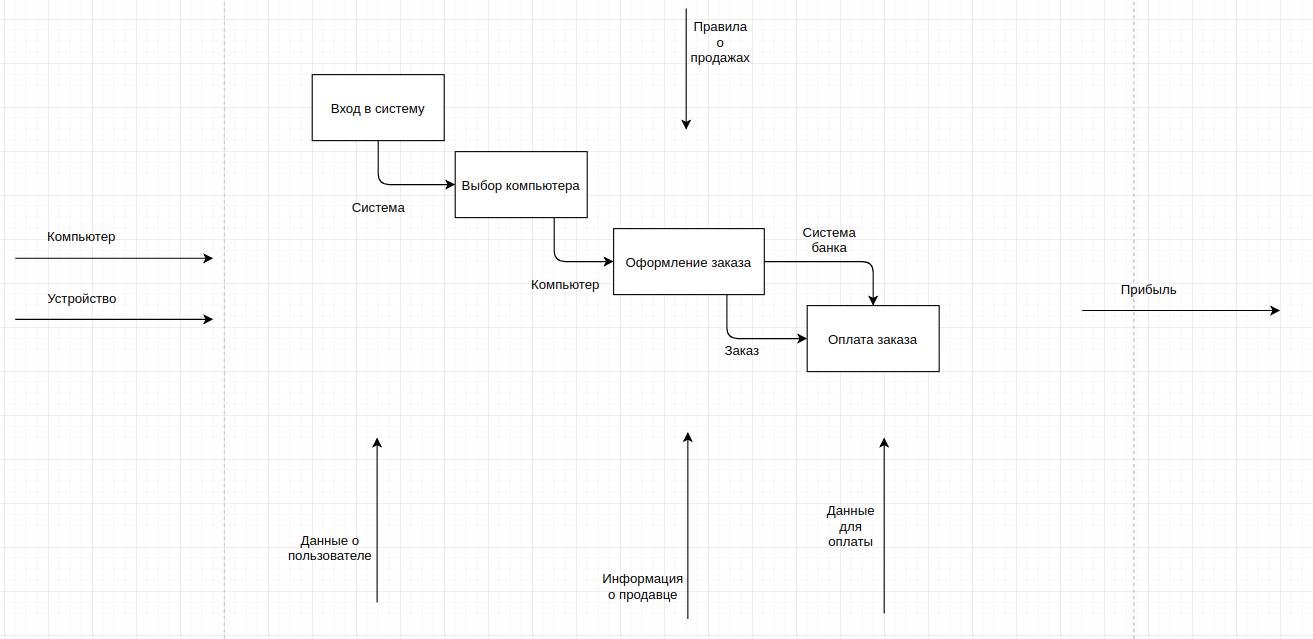 Правила
о
продажах
Вход в систему
Выбор компьютера
Система
Компьютер
Система
банка
Оформление заказа
Компьютер
Устройство
Прибыль
Оплата заказа
Заказ
Данные о
пользователе
Информация
о продавце
Данные
для
оплаты